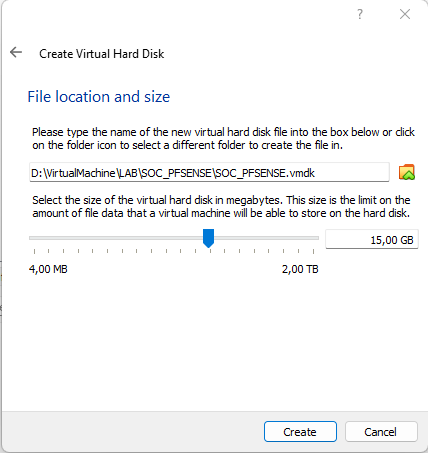 ?
Create Virtual Hard Disk
File location and size
Please type the name of the new virtual hard disk file into the box below or click
on the folder icon to select a different folder to create the file in.
D:\VirtualMachine\LAB\SOC_PFSENSE\SOC_PFSENSE.vmdk
Select the size of the virtual hard disk in megabytes. This size is the limit on the
amount of file data that a virtual machine will be able to store on the hard disk.
15,00 GB
4,00 MB
2,00 TB
Create
Cancel